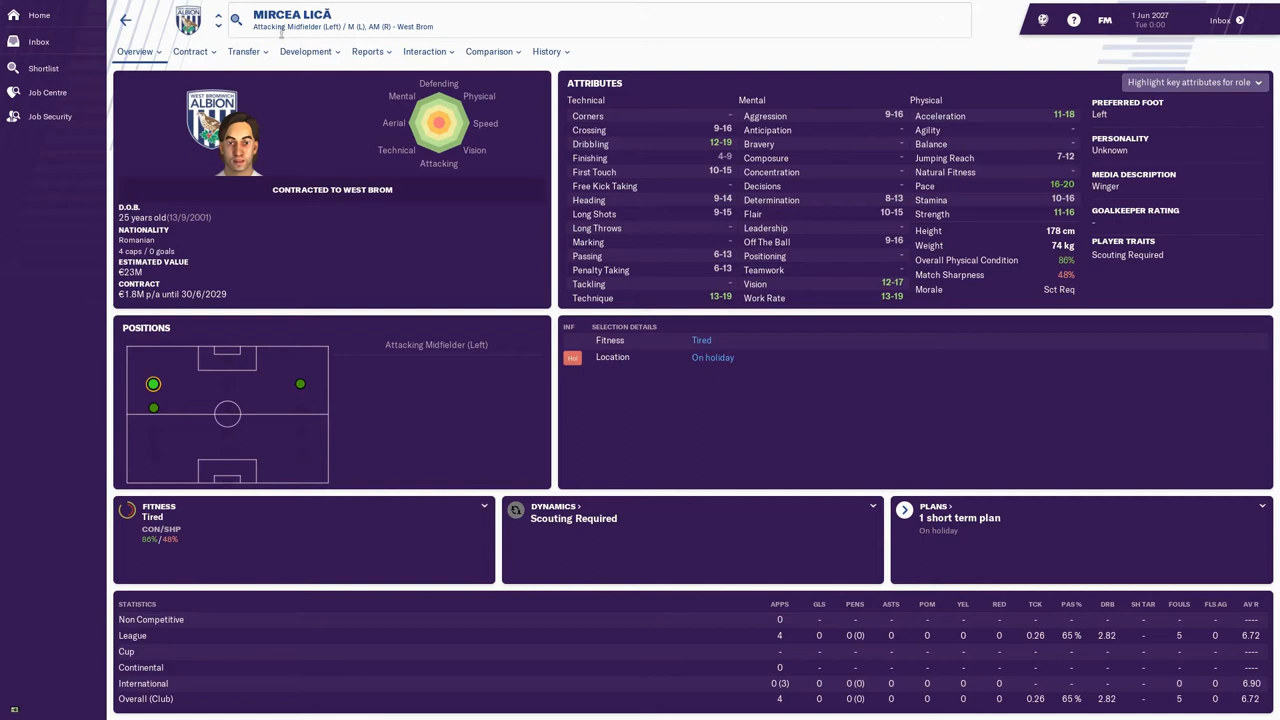 Home
Inbox
Shortlist
Job Centre
Job Security
MIRCEA LICĂ
Attacking Midfielder (Left) / M (L), AM (R) - West Brom
FM
1 Jun 2027
Tue 0:00
Inbox
Overview
Contract
Transfer
Development
Reports
Interaction
Comparison
History
WEST BROMWICH
ALBION
Defending
Mental
Physical
Aerial
Speed
Technical
Vision
Attacking
CONTRACTED TO WEST BROM
D.O.B.
25 years old (13/9/2001)
NATIONALITY
Romanian
4 caps / 0 goals
ESTIMATED VALUE
€23M
CONTRACT
€1.8M p/a until 30/6/2029
ATTRIBUTES
Highlight key attributes for role
Technical
Corners -
Crossing 9-16
Dribbling 12-19
Finishing 4-9
First Touch 10-15
Free Kick Taking -
Heading 9-14
Long Shots 9-15
Long Throws -
Marking -
Passing 6-13
Penalty Taking 6-13
Tackling -
Technique 13-19
Mental
Aggression 9-16
Anticipation -
Bravery -
Composure -
Concentration -
Decisions -
Determination 8-13
Flair 10-15
Leadership -
Off The Ball 9-16
Positioning -
Teamwork -
Vision 12-17
Work Rate 13-19
Physical
Acceleration 11-18
Agility -
Balance -
Jumping Reach 7-12
Natural Fitness -
Pace 16-20
Stamina 10-16
Strength 11-16
Height 178 cm
Weight 74 kg
Overall Physical Condition 86%
Match Sharpness 48%
Morale Sct Req
PREFERRED FOOT
Left
PERSONALITY
Unknown
MEDIA DESCRIPTION
Winger
GOALKEEPER RATING
-
PLAYER TRAITS
Scouting Required
POSITIONS
Attacking Midfielder (Left)
INF SELECTION DETAILS
Fitness Tired
Hol Location On holiday
FITNESS
Tired
CON/SHP
86% / 48%
DYNAMICS >
Scouting Required
PLANS >
1 short term plan
On holiday
STATISTICS APPS GLS PENS ASTS POM YEL RED TCK PAS % DRB SH TAR FOULS FLS AG AV R
Non Competitive 0 - - - - - - - - - - - - ----
League 4 0 0 (0) 0 0 0 0 0.26 65 % 2.82 - 5 0 6.72
Cup - - - - - - - - - - - - - ----
Continental 0 - - - - - - - - - - - - ----
International 0 (3) 0 0 (0) 0 0 0 0 - - - - 0 0 6.90
Overall (Club) 4 0 0 (0) 0 0 0 0 0.26 65 % 2.82 - 5 0 6.72